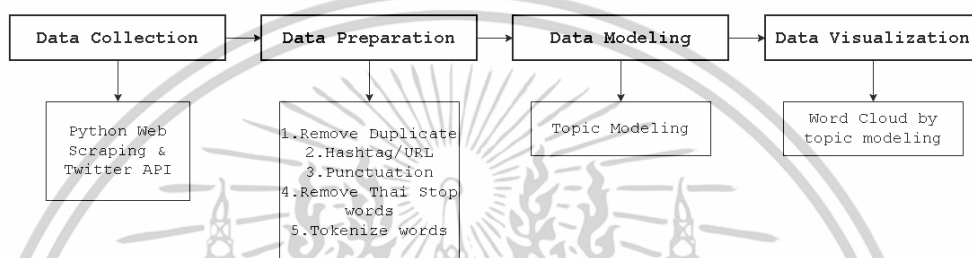 Data Collection
Data Preparation
Data Modeling
Data Visualization
Python Web
Scraping &
Twitter API
1.Remove Duplicate
2.Hashtag/URL
3.Punctuation
4.Remove Thai Stop
words
5.Tokenize words
Topic Modeling
Word Cloud by
topic modeling